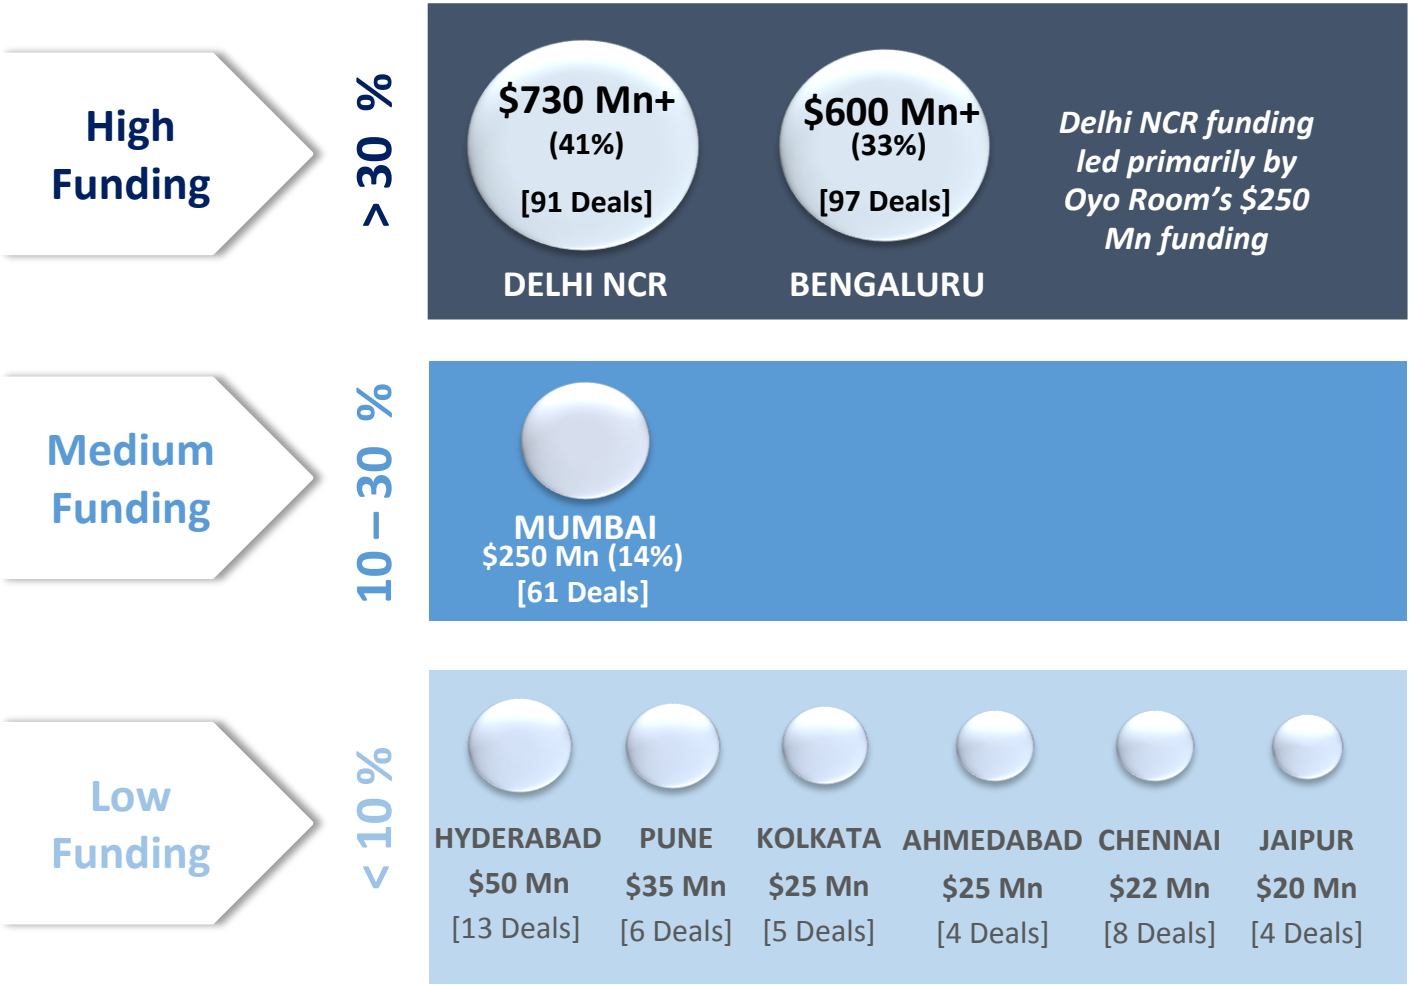 High
Funding
> 30 %
$730 Mn+
(41%)
[91 Deals]
DELHI NCR
$600 Mn+
(33%)
[97 Deals]
BENGALURU
Delhi NCR funding
led primarily by
Oyo Room’s $250
Mn funding
Medium
Funding
10 – 30 %
MUMBAI
$250 Mn (14%)
[61 Deals]
Low
Funding
< 10 %
HYDERABAD
$50 Mn
[13 Deals]
PUNE
$35 Mn
[6 Deals]
KOLKATA
$25 Mn
[5 Deals]
AHMEDABAD
$25 Mn
[4 Deals]
CHENNAI
$22 Mn
[8 Deals]
JAIPUR
$20 Mn
[4 Deals]